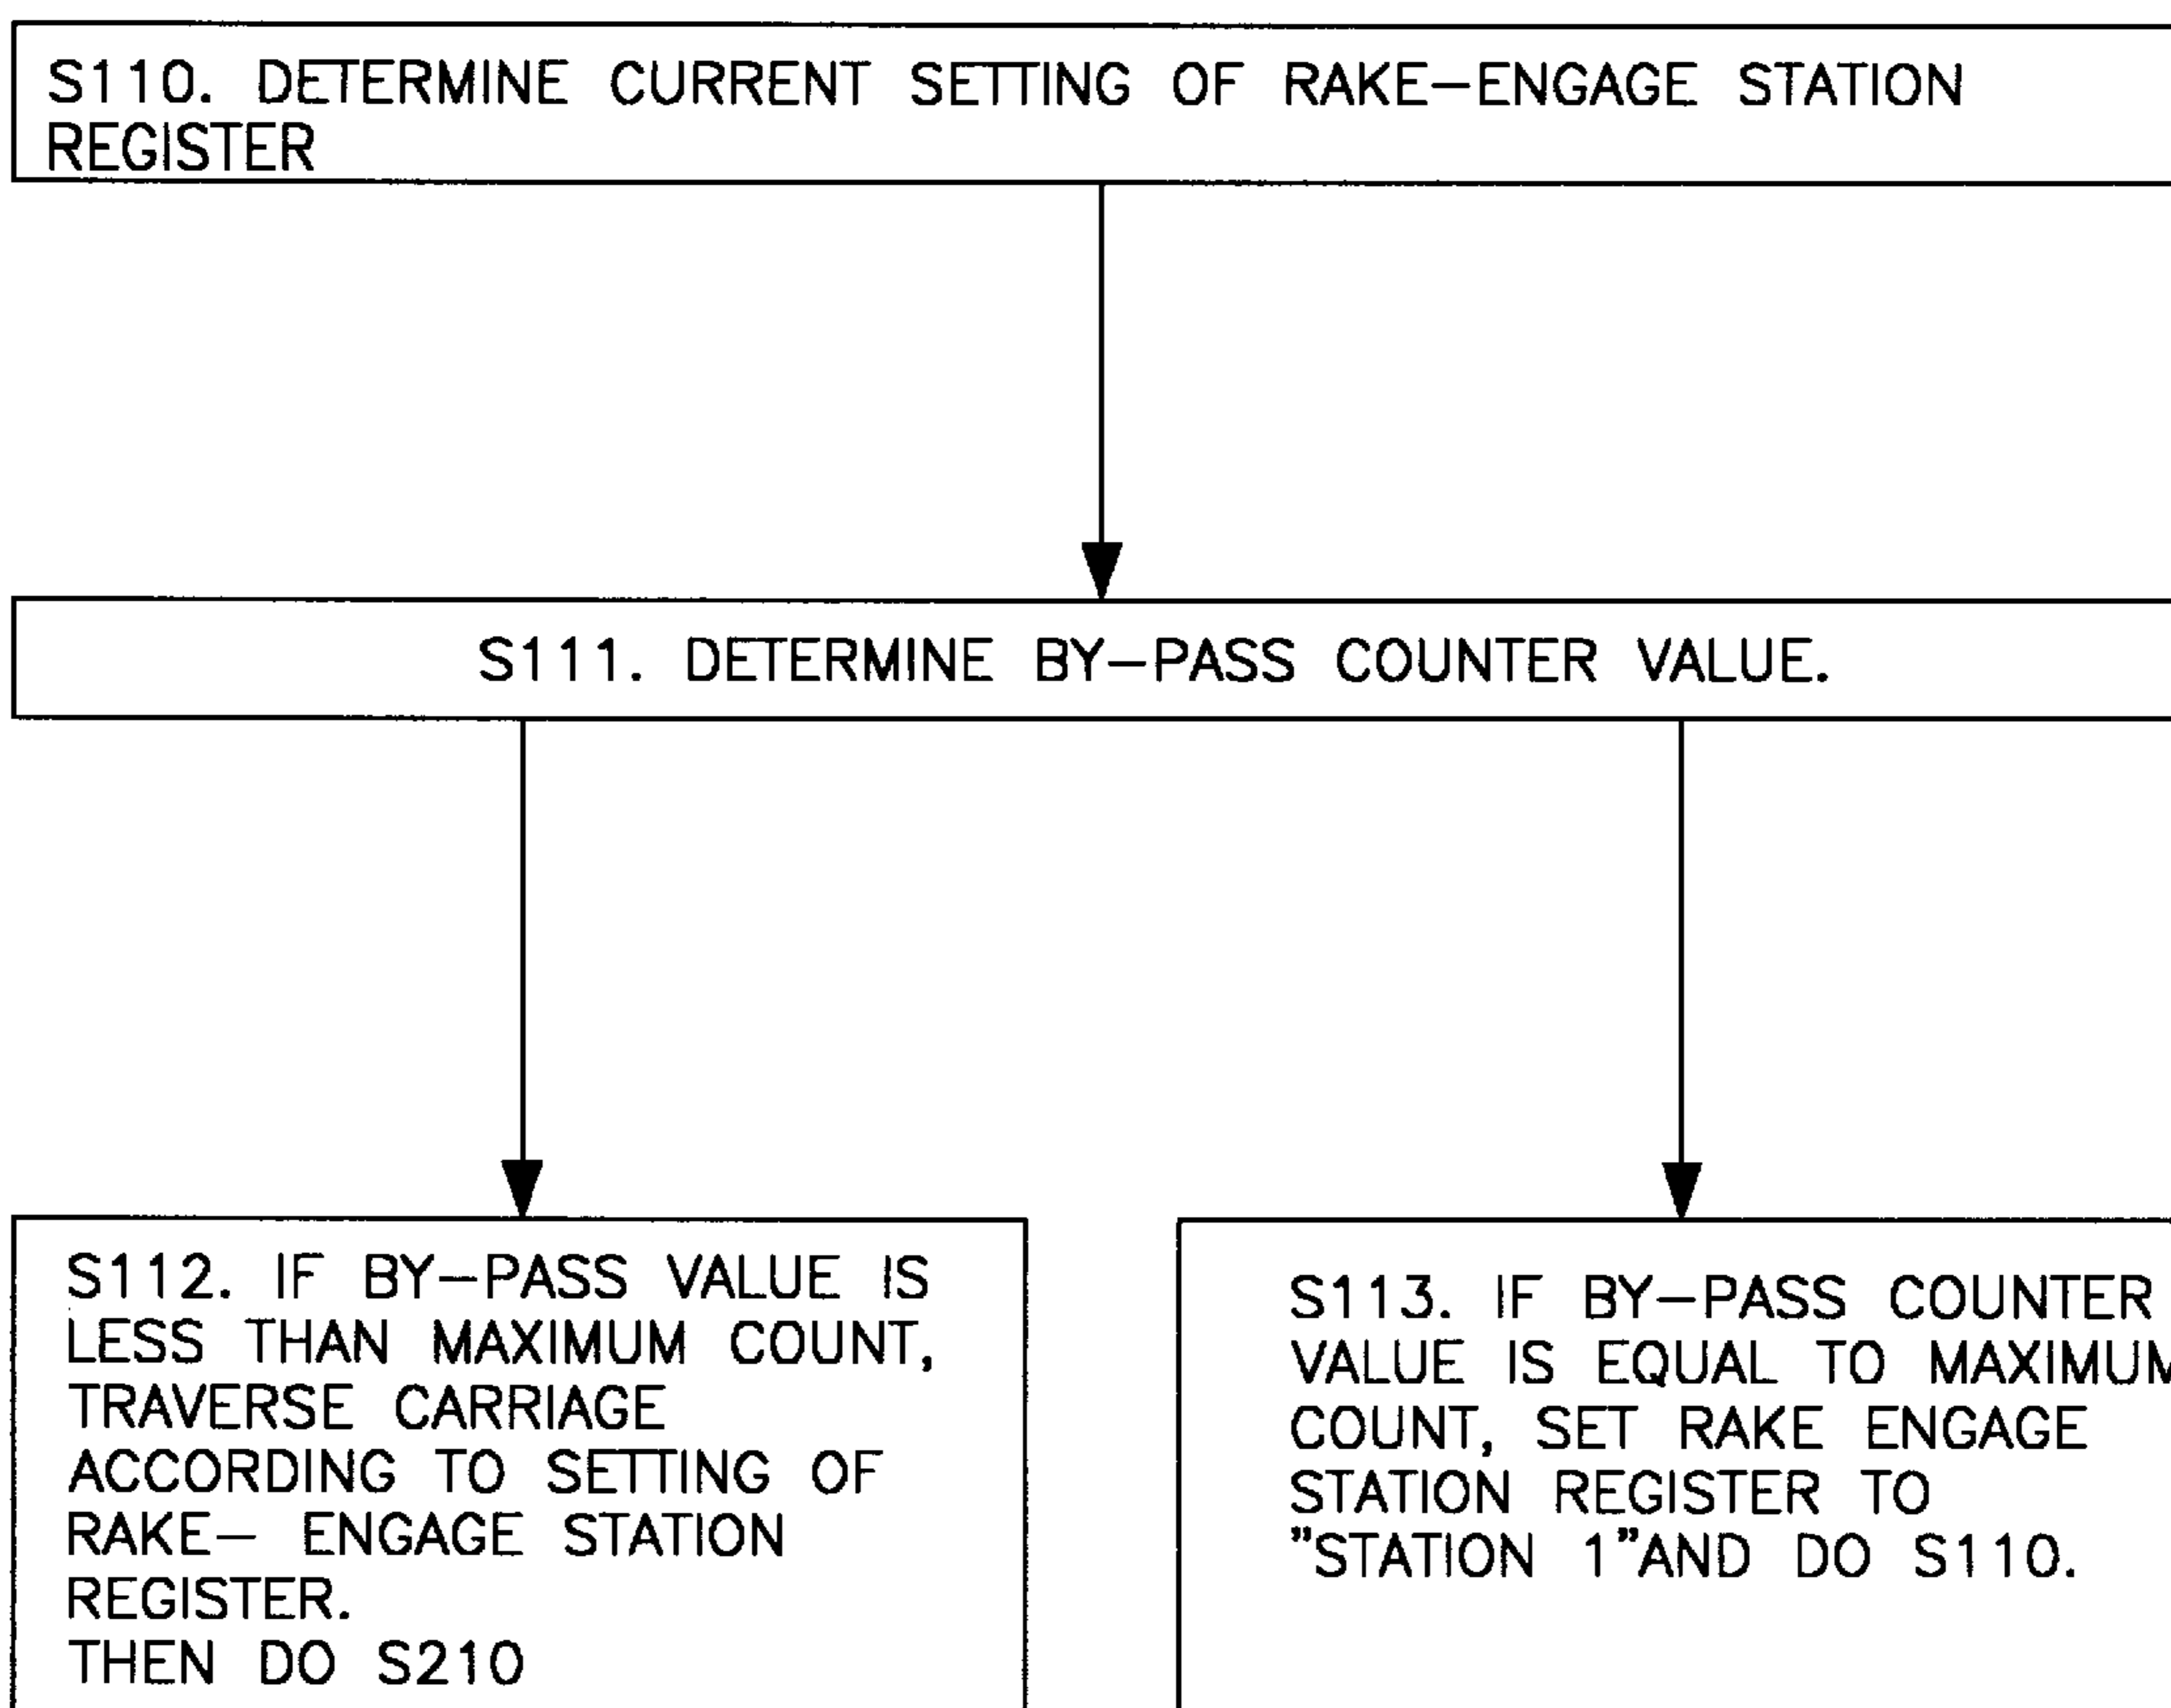 S110. DETERMINE CURRENT SETTING OF RAKE—ENGAGE STATION
REGISTER
S111. DETERMINE BY—PASS COUNTER VALUE.
S112. IF BY—PASS VALUE IS
LESS THAN MAXIMUM COUNT,
TRAVERSE CARRIAGE
ACCORDING TO SETTING OF
RAKE— ENGAGE STATION
REGISTER.
THEN DO S210
S113. IF BY—PASS COUNTER
VALUE IS EQUAL TO MAXIMUM
COUNT, SET RAKE ENGAGE
STATION REGISTER TO
"STATION 1"AND DO S110.